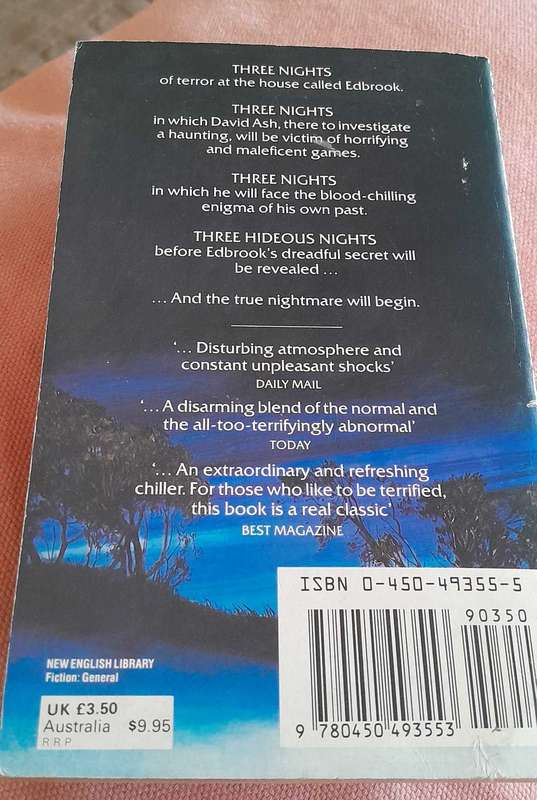 THREE NIGHTS
of terror at the house called Edbrook.
THREE NIGHTS
in which David Ash, there to investigate
a haunting, will be victim of horrifying
and maleficent games.
THREE NIGHTS
in which he will face the blood-chilling
enigma of his own past.
THREE HIDEOUS NIGHTS
before Edbrook's dreadful secret will
be revealed ...
... And the true nightmare will begin.
'... Disturbing atmosphere and
constant unpleasant shocks'
DAILY MAIL
'... A disarming blend of the normal and
the all-too-terrifyingly abnormal'
TODAY
'... An extraordinary and refreshing
chiller. For those who like to be terrified,
this book is a real classic'
BEST MAGAZINE
ISBN 0-450-49355-5
90350
9 780450 493553
NEW ENGLISH LIBRARY
Fiction: General
UK £3.50
Australia $9.95
RRP